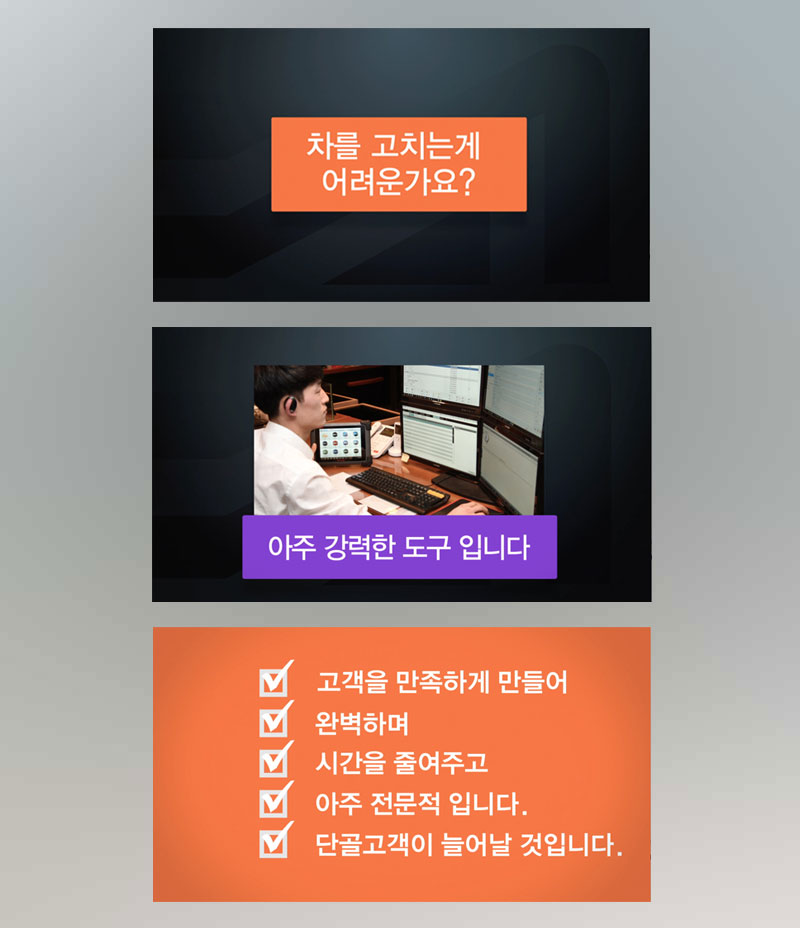 차를 고치는게
어려운가요?
아주 강력한 도구 입니다
고객을 만족하게 만들어
완벽하며
시간을 줄여주고
아주 전문적 입니다.
단골고객이 늘어날 것입니다.